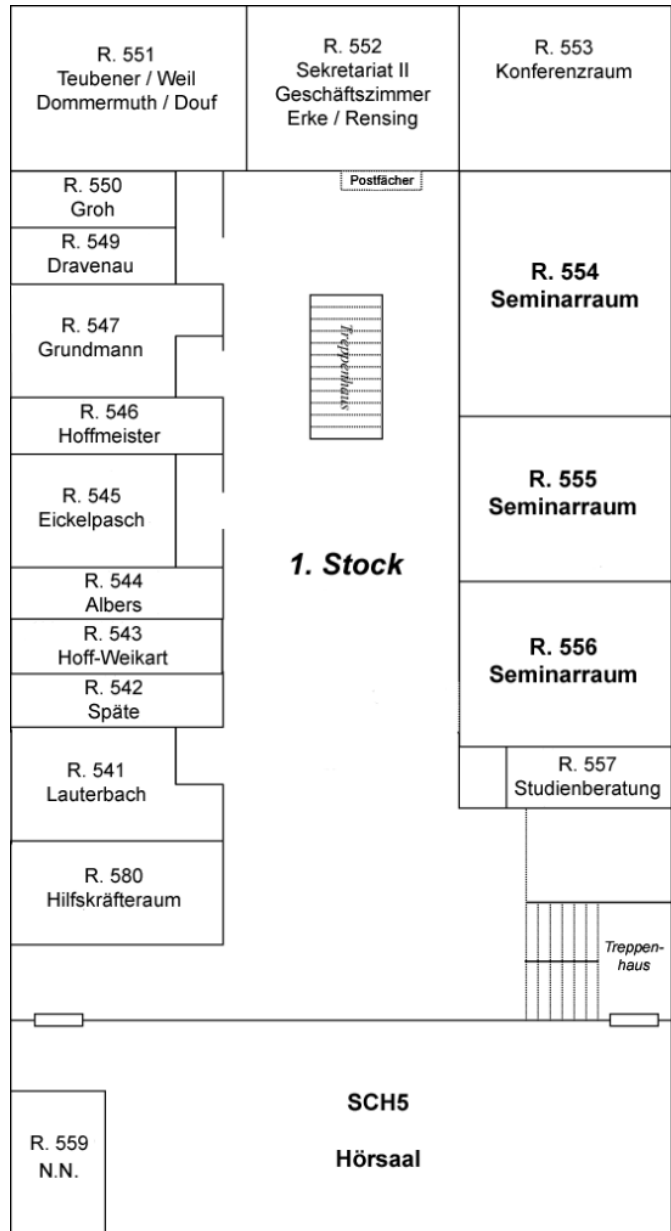 R. 551
Teubener / Weil
Dommermuth / Douf
R. 552
Sekretariat II
Geschäftszimmer
Erke / Rensing
R. 553
Konferenzraum
Postfächer
R. 550
Groh
R. 549
Dravenau
R. 547
Grundmann
R. 546
Hoffmeister
R. 545
Eickelpasch
R. 544
Albers
R. 543
Hoff-Weikart
R. 542
Späte
R. 541
Lauterbach
R. 580
Hilfskräfteraum
Treppenhaus
1. Stock
R. 554
Seminarraum
R. 555
Seminarraum
R. 556
Seminarraum
R. 557
Studienberatung
Treppen-
haus
SCH5
Hörsaal
R. 559
N.N.